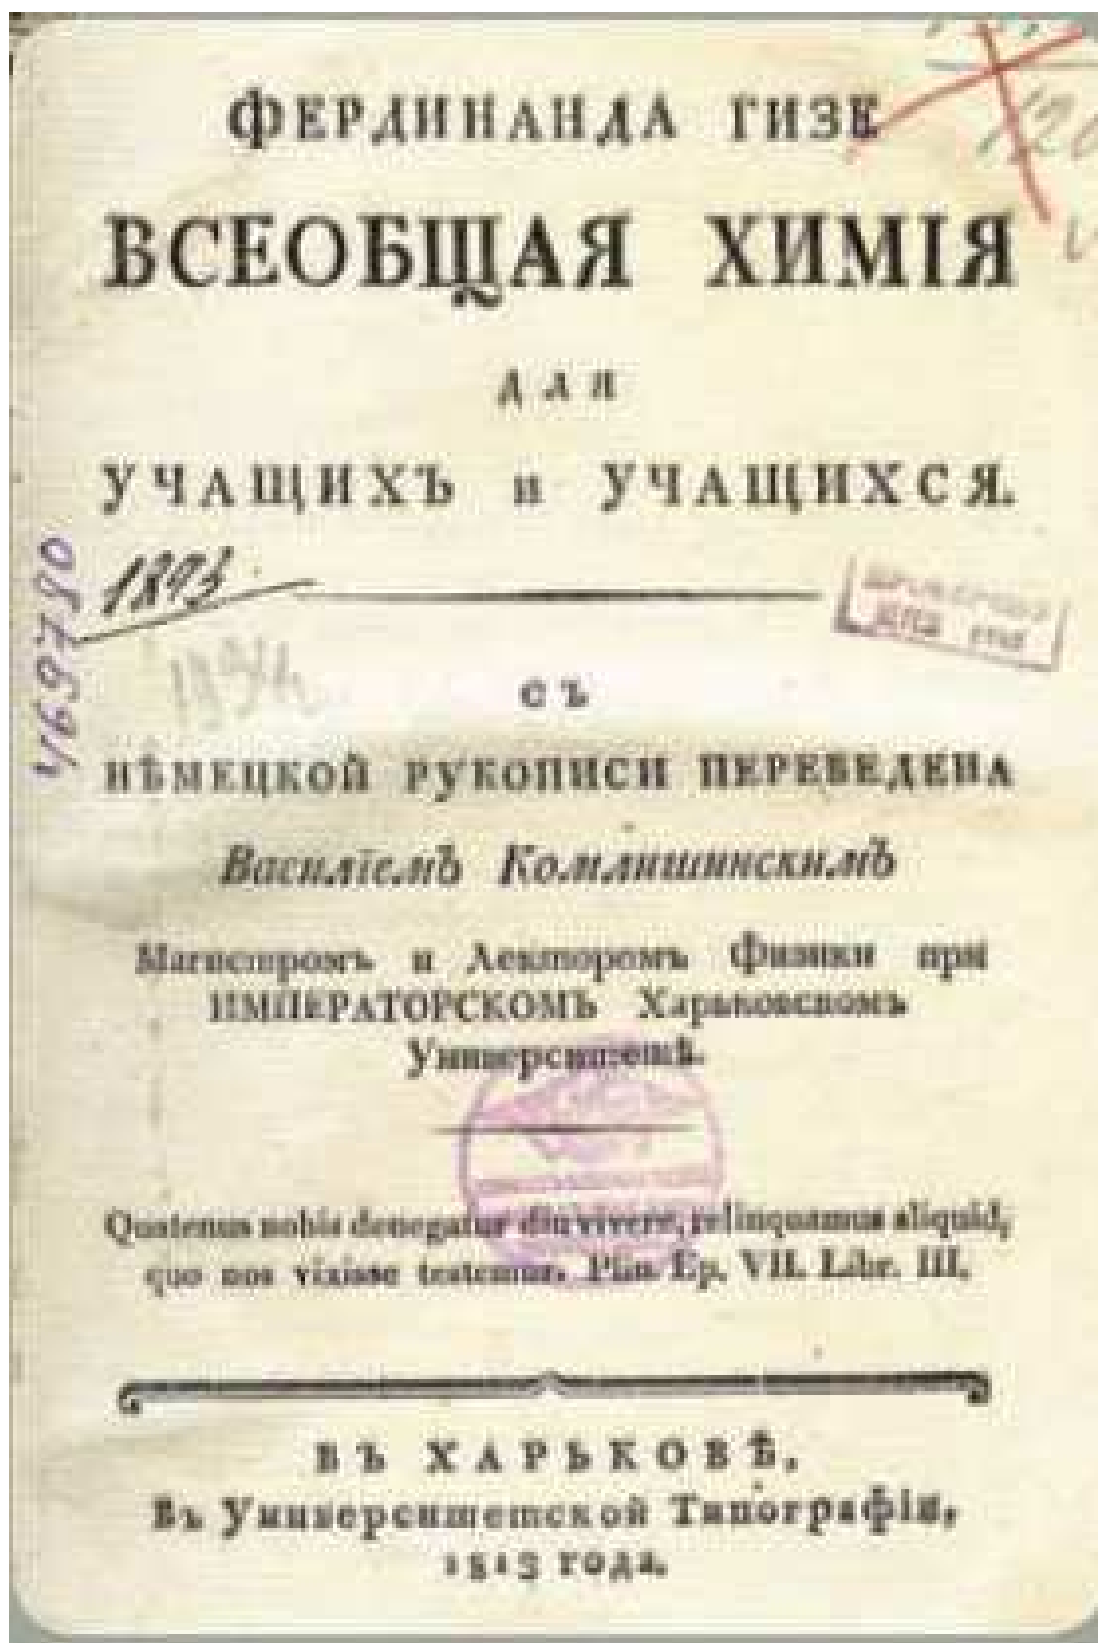 ФЕРДИНАНДА ГИЗЕ
ВСЕОБЩАЯ ХИМІЯ
ДЛЯ
УЧАЩИХЪ и УЧАЩИХСЯ.
1893
469780
СЪ
НѢМЕЦКОЙ РУКОПИСИ ПЕРЕВЕДЕНА
Василіемъ Комлишинскимъ
Магистромъ и Лекторомъ Физики при
ИМПЕРАТОРСКОМЪ Харьковскомъ
Университетѣ.
Quatenus nobis denegatur diu vivere, relinquamus aliquid,
quo nos vixisse testemur. Plin. Ep. VII. Libr. III.
ВЪ ХАРЬКОВѢ,
Въ Университетской Типографіи,
1813 года.